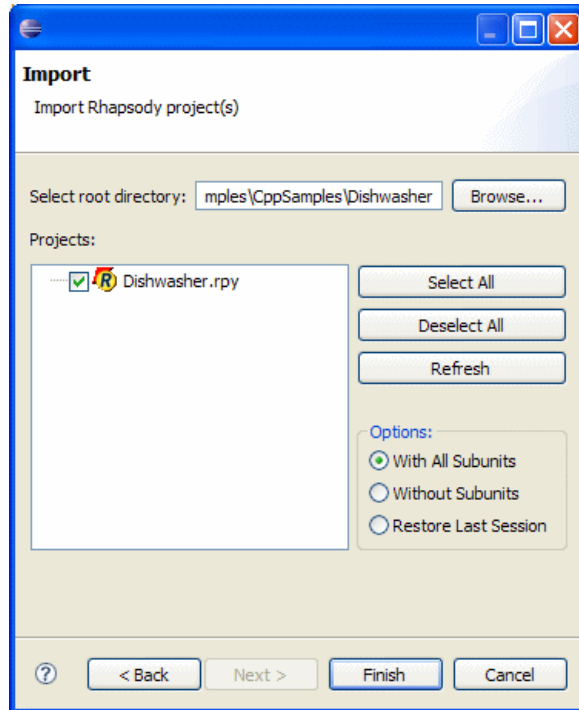 Import
Import Rhapsody project(s)
Select root directory: mples\CppSamples\Dishwasher Browse...
Projects:
Dishwasher.rpy
Select All
Deselect All
Refresh
Options:
With All Subunits
Without Subunits
Restore Last Session
? < Back Next > Finish Cancel